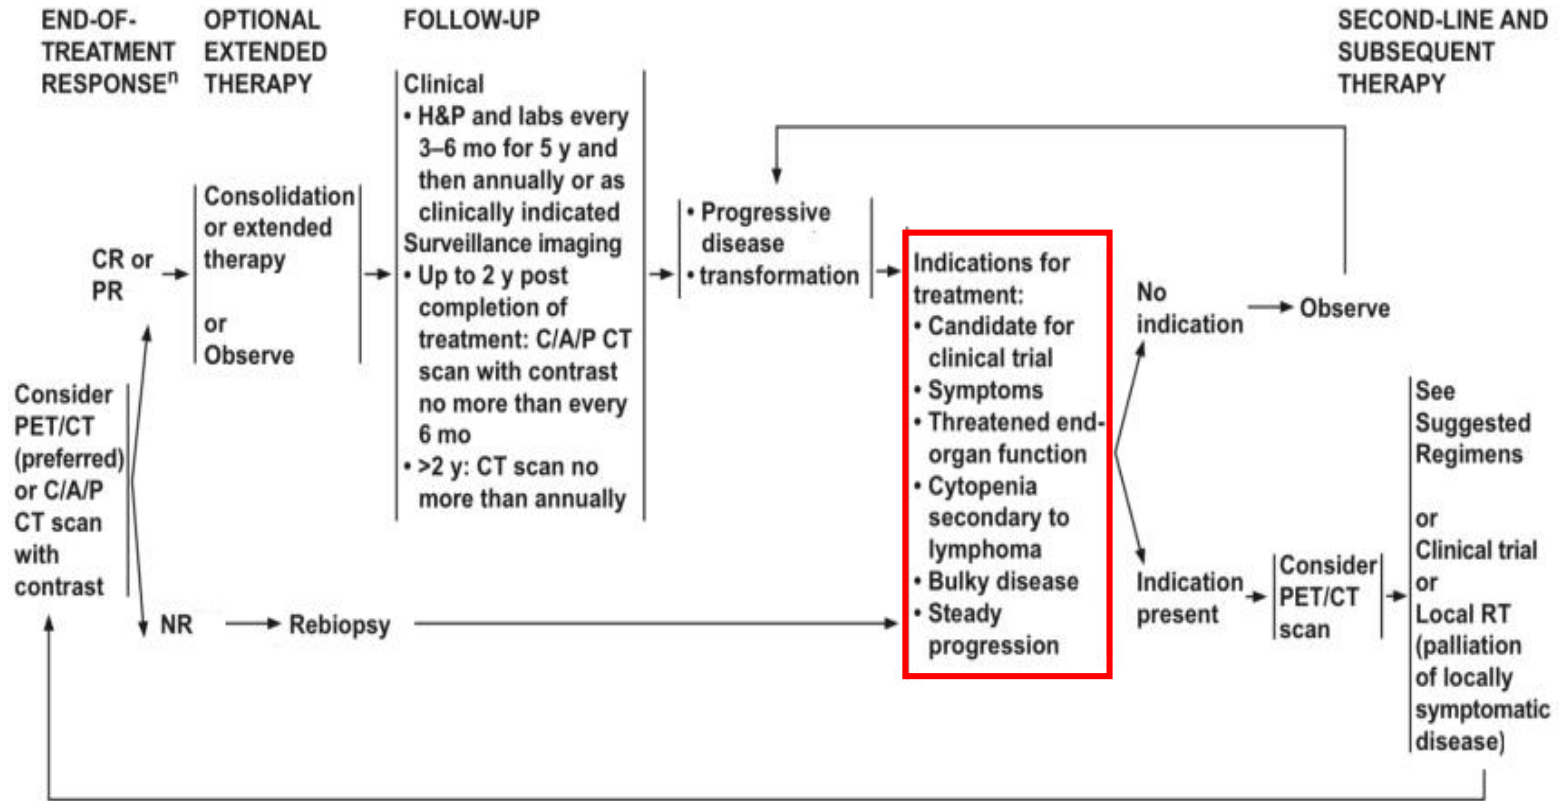 END-OF-
TREATMENT
RESPONSEⁿ
OPTIONAL
EXTENDED
THERAPY
FOLLOW-UP
SECOND-LINE AND
SUBSEQUENT
THERAPY
Consider
PET/CT
(preferred)
or C/A/P
CT scan
with
contrast
CR or
PR
NR
Rebiopsy
Consolidation
or extended
therapy
or
Observe
Clinical
• H&P and labs every
3–6 mo for 5 y and
then annually or as
clinically indicated
Surveillance imaging
• Up to 2 y post
completion of
treatment: C/A/P CT
scan with contrast
no more than every
6 mo
• >2 y: CT scan no
more than annually
• Progressive
disease
• transformation
Indications for
treatment:
• Candidate for
clinical trial
• Symptoms
• Threatened end-
organ function
• Cytopenia
secondary to
lymphoma
• Bulky disease
• Steady
progression
No
indication
Observe
Indication
present
Consider
PET/CT
scan
See
Suggested
Regimens
or
Clinical trial
or
Local RT
(palliation
of locally
symptomatic
disease)